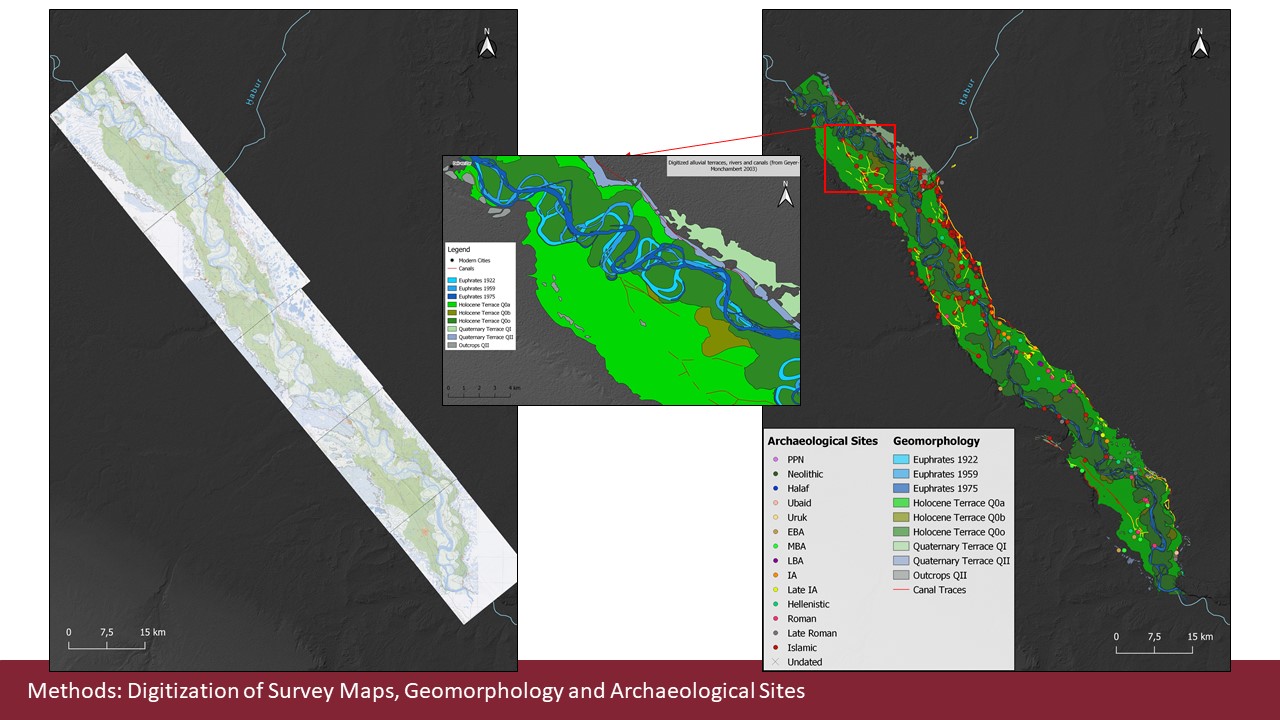 N
Habur
0 7,5 15 km
Digitized alluvial terraces, rivers and canals (from Geyer-
Monchambert 2003)
N
Legend
Modern Cities
Canals
Euphrates 1922
Euphrates 1959
Euphrates 1975
Holocene Terrace Q0a
Holocene Terrace Q0b
Holocene Terrace Q0o
Quaternary Terrace QI
Quaternary Terrace QII
Outcrops QII
0 1 2 3 4 km
N
Habur
Archaeological Sites
PPN
Neolithic
Halaf
Ubaid
Uruk
EBA
MBA
LBA
IA
Late IA
Hellenistic
Roman
Late Roman
Islamic
Undated
Geomorphology
Euphrates 1922
Euphrates 1959
Euphrates 1975
Holocene Terrace Q0a
Holocene Terrace Q0b
Holocene Terrace Q0o
Quaternary Terrace QI
Quaternary Terrace QII
Outcrops QII
Canal Traces
0 7,5 15 km
Methods: Digitization of Survey Maps, Geomorphology and Archaeological Sites